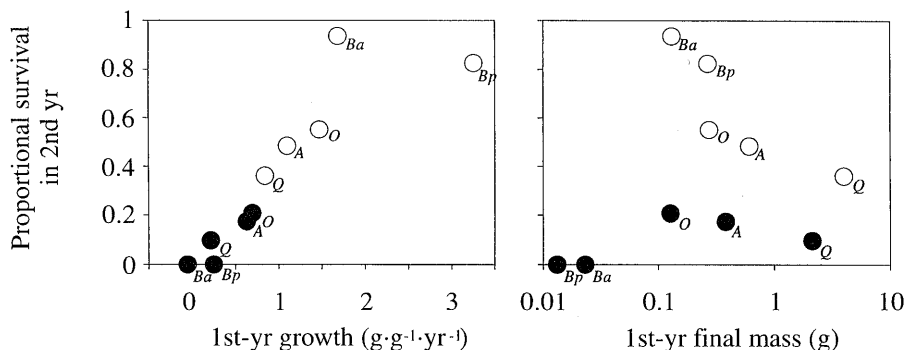 Proportional survival
in 2nd yr
1
0.8
0.6
0.4
0.2
0
Ba
Bp
O
A
Q
O
A
Q
Ba
Bp
0
1
2
3
1st-yr growth (g·g⁻¹·yr⁻¹)
Ba
Bp
O
A
Q
O
A
Q
Bp
Ba
0.01
0.1
1
10
1st-yr final mass (g)